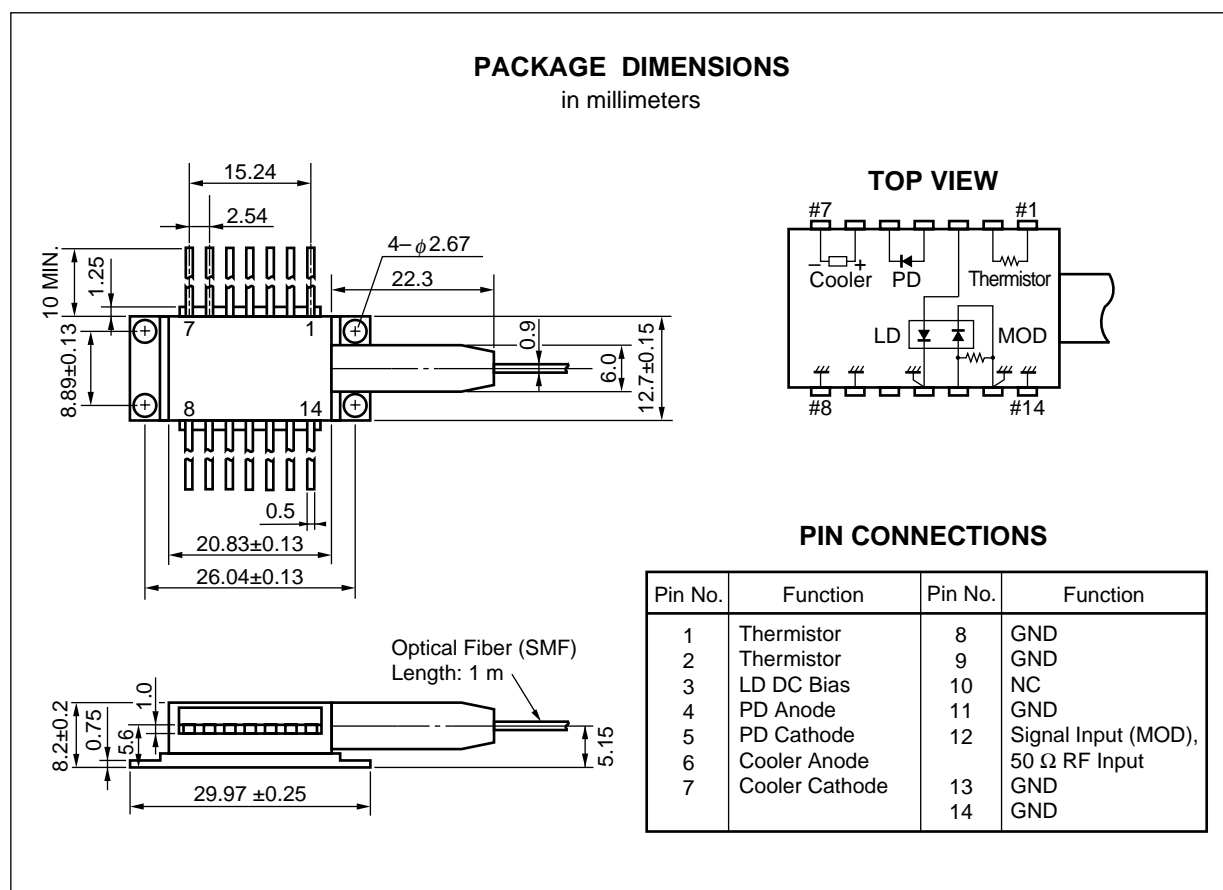 PACKAGE DIMENSIONS
in millimeters
15.24
2.54
10 MIN.
1.25
4–φ2.67
22.3
7
1
8
14
8.89±0.13
0.9
6.0
12.7±0.15
0.5
20.83±0.13
26.04±0.13
Optical Fiber (SMF)
Length: 1 m
8.2±0.2
0.75
5.6
1.0
5.15
29.97 ±0.25
TOP VIEW
#7
#1
– +
Cooler
PD
Thermistor
LD
MOD
#8
#14
PIN CONNECTIONS
Pin No. Function Pin No. Function
1 Thermistor 8 GND
2 Thermistor 9 GND
3 LD DC Bias 10 NC
4 PD Anode 11 GND
5 PD Cathode 12 Signal Input (MOD),
6 Cooler Anode 50 Ω RF Input
7 Cooler Cathode 13 GND
14 GND